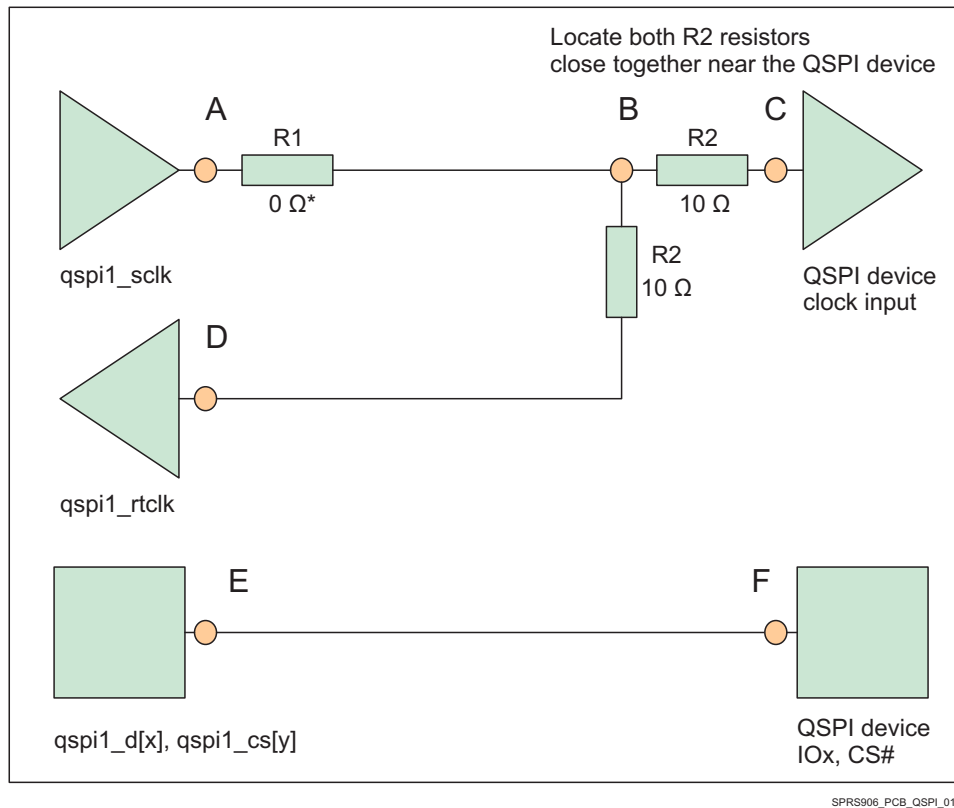 Locate both R2 resistors
close together near the QSPI device
A
B
C
R1
R2
0 Ω*
10 Ω
R2
10 Ω
qspi1_sclk
QSPI device
clock input
D
qspi1_rtclk
E
F
qspi1_d[x], qspi1_cs[y]
QSPI device
IOx, CS#
SPRS906_PCB_QSPI_01